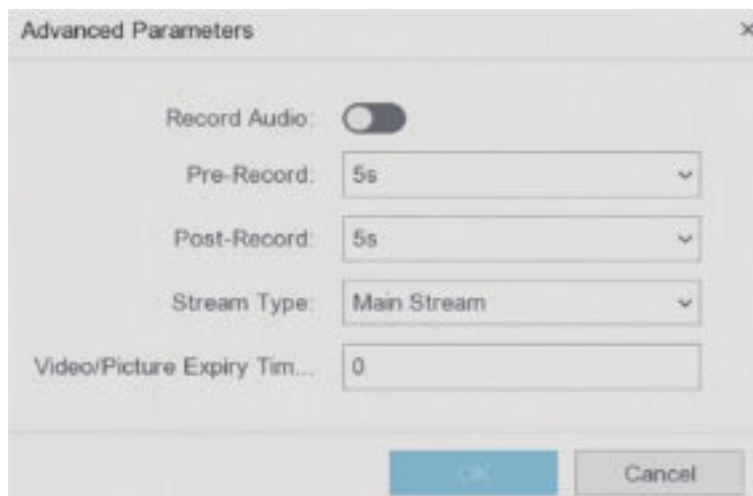 Advanced Parameters ×
Record Audio:
Pre-Record: 5s
Post-Record: 5s
Stream Type: Main Stream
Video/Picture Expiry Tim... 0
OK Cancel